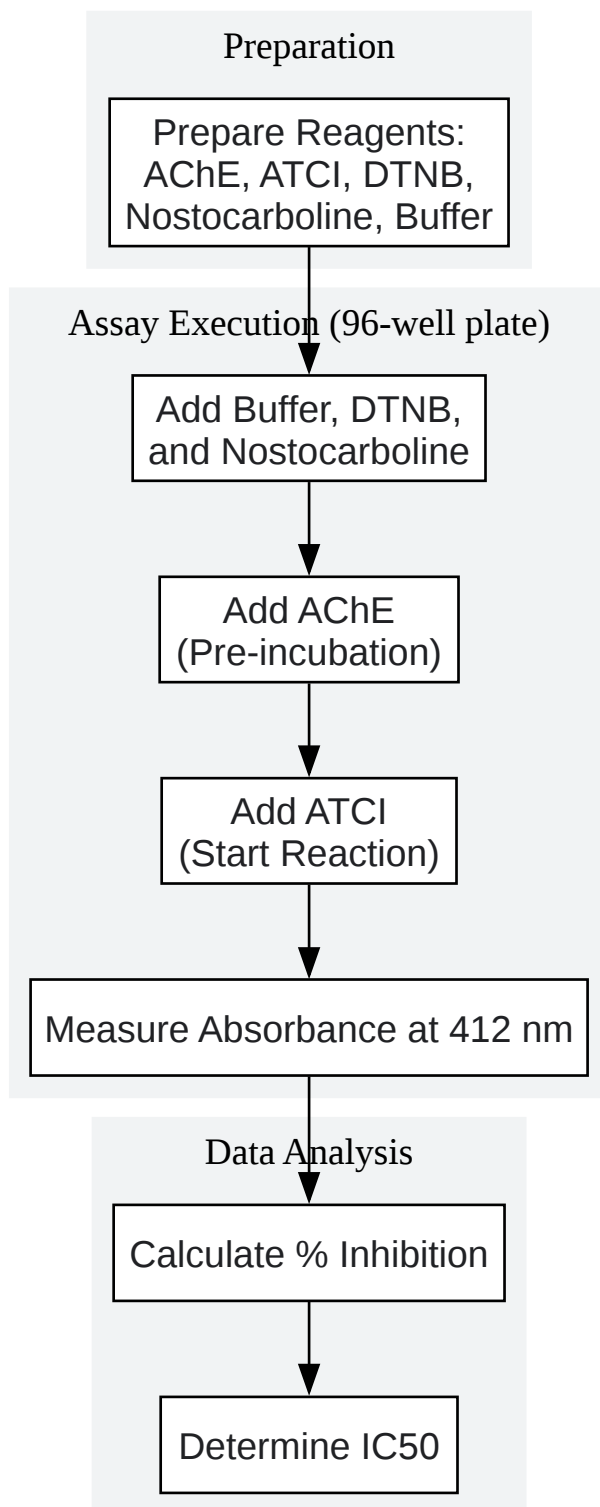 Preparation
Prepare Reagents:
AChE, ATCI, DTNB,
Nostocarboline, Buffer
Assay Execution (96-well plate)
Add Buffer, DTNB,
and Nostocarboline
Add AChE
(Pre-incubation)
Add ATCI
(Start Reaction)
Measure Absorbance at 412 nm
Data Analysis
Calculate % Inhibition
Determine IC50